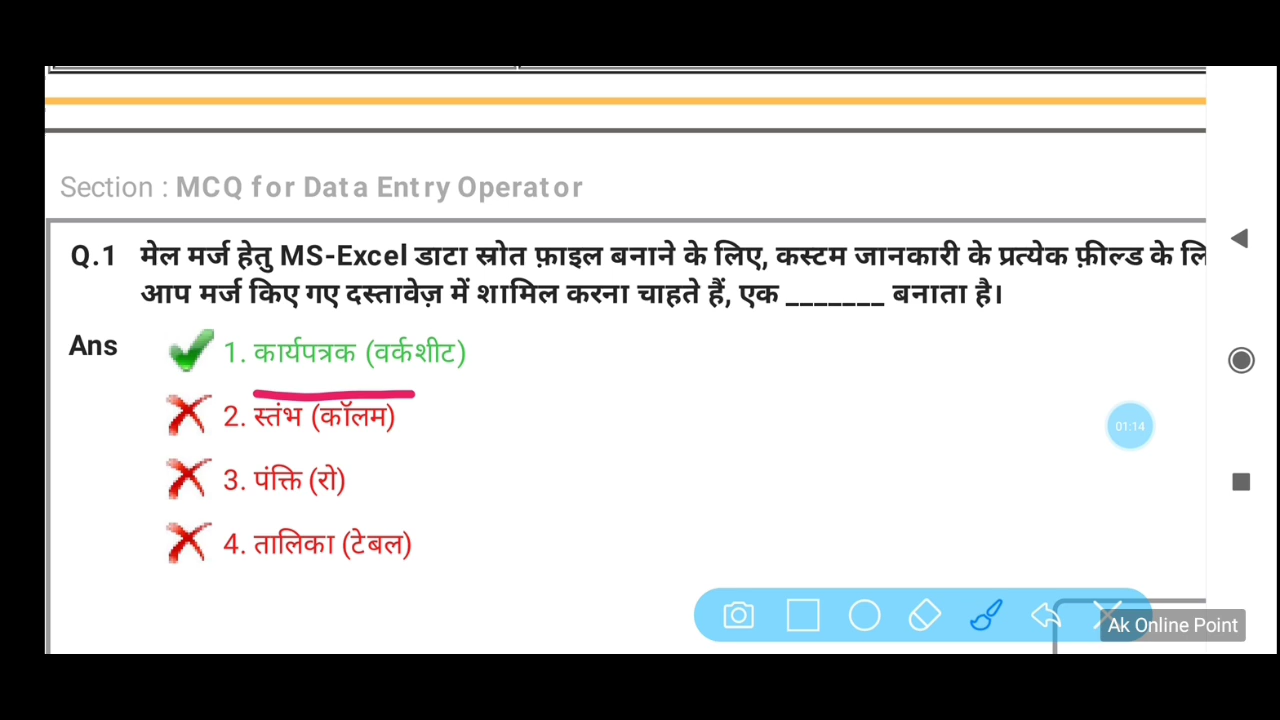 Section : MCQ for Data Entry Operator
Q.1 मेल मर्ज हेतु MS-Excel डाटा स्रोत फ़ाइल बनाने के लिए, कस्टम जानकारी के प्रत्येक फ़ील्ड के लि
आप मर्ज किए गए दस्तावेज़ में शामिल करना चाहते हैं, एक _______ बनाता है।
Ans 1. कार्यपत्रक (वर्कशीट)
2. स्तंभ (कॉलम)
3. पंक्ति (रो)
4. तालिका (टेबल)
01:14
Ak Online Point